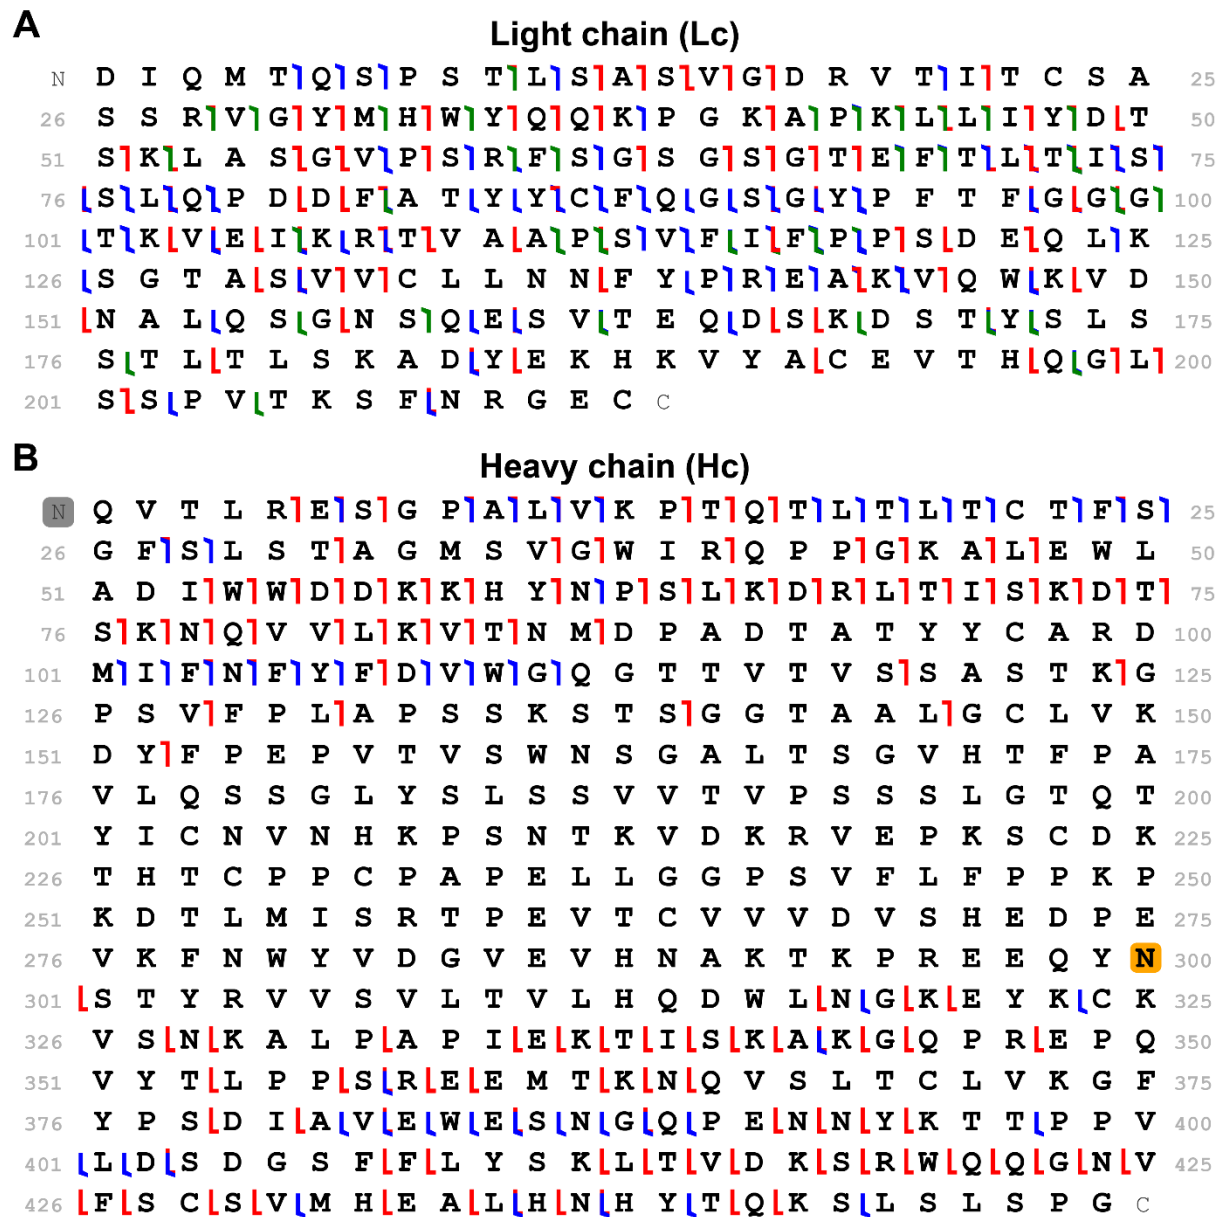 A
Light chain (Lc)
N D I Q M T Q S P S T L S A S V G D R V T I T C S A 25
26 S S R V G Y M H W Y Q Q K P G K A P K L L I Y D T 50
51 S K L A S G V P S R F S G S G S G T E F T L T I S 75
76 S L Q P D D F A T Y Y C F Q G S G Y P F T F G G G 100
101 T K V E I K R T V A A P S V F I F P P S D E Q L K 125
126 S G T A S V V C L L N N F Y P R E A K V Q W K V D 150
151 N A L Q S G N S Q E S V T E Q D S K D S T Y S L S 175
176 S T L T L S K A D Y E K H K V Y A C E V T H Q G L 200
201 S S P V T K S F N R G E C C
B
Heavy chain (Hc)
N Q V T L R E S G P A L V K P T Q T L T L T C T F S 25
26 G F S L S T A G M S V G W I R Q P P G K A L E W L 50
51 A D I W W D D K K H Y N P S L K D R L T I S K D T 75
76 S K N Q V V L K V T N M D P A D T A T Y Y C A R D 100
101 M I F N F Y F D V W G Q G T T V T V S S A S T K G 125
126 P S V F P L A P S S K S T S G G T A A L G C L V K 150
151 D Y F P E P V T V S W N S G A L T S G V H T F P A 175
176 V L Q S S G L Y S L S S V V T V P S S S L G T Q T 200
201 Y I C N V N H K P S N T K V D K R V E P K S C D K 225
226 T H T C P P C P A P E L L G G P S V F L F P P K P 250
251 K D T L M I S R T P E V T C V V V D V S H E D P E 275
276 V K F N W Y V D G V E V H N A K T K P R E E Q Y N 300
301 S T Y R V V S V L T V L H Q D W L N G K E Y K C K 325
326 V S N K A L P A P I E K T I S K A K G Q P R E P Q 350
351 V Y T L P P S R E E M T K N Q V S L T C L V K G F 375
376 Y P S D I A V E W E S N G Q P E N N Y K T T P P V 400
401 L D S D G S F F L Y S K L T V D K S R W Q Q G N V 425
426 F S C S V M H E A L H N H Y T Q K S L S L S P G C